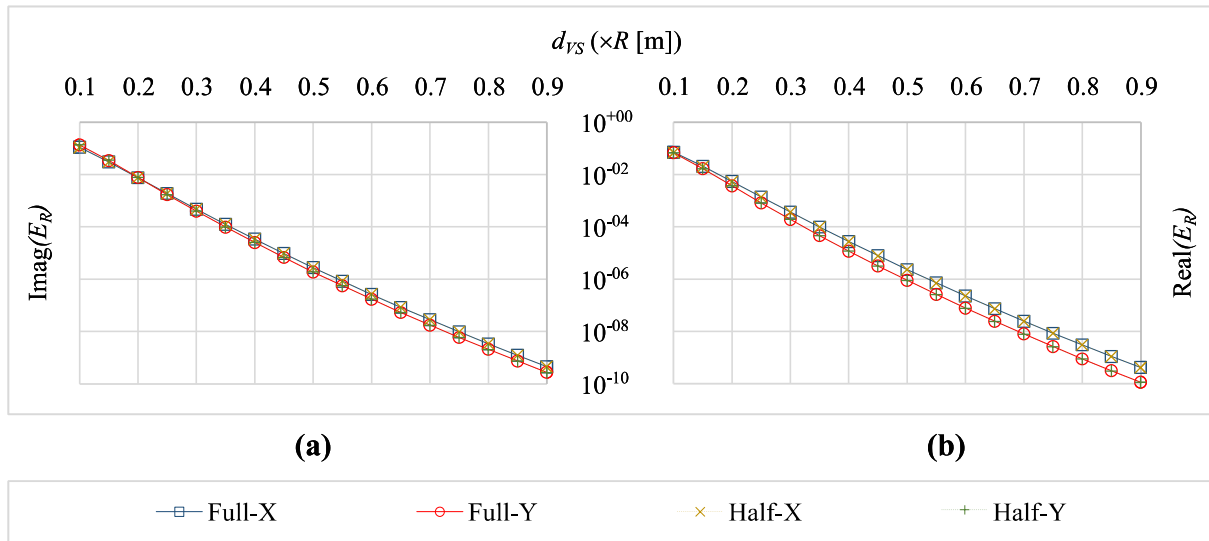 d_VS (×R [m])
0.1 0.2 0.3 0.4 0.5 0.6 0.7 0.8 0.9
0.1 0.2 0.3 0.4 0.5 0.6 0.7 0.8 0.9
Imag(E_R)
10^+00
10^-02
10^-04
10^-06
10^-08
10^-10
Real(E_R)
(a)
(b)
Full-X
Full-Y
Half-X
Half-Y